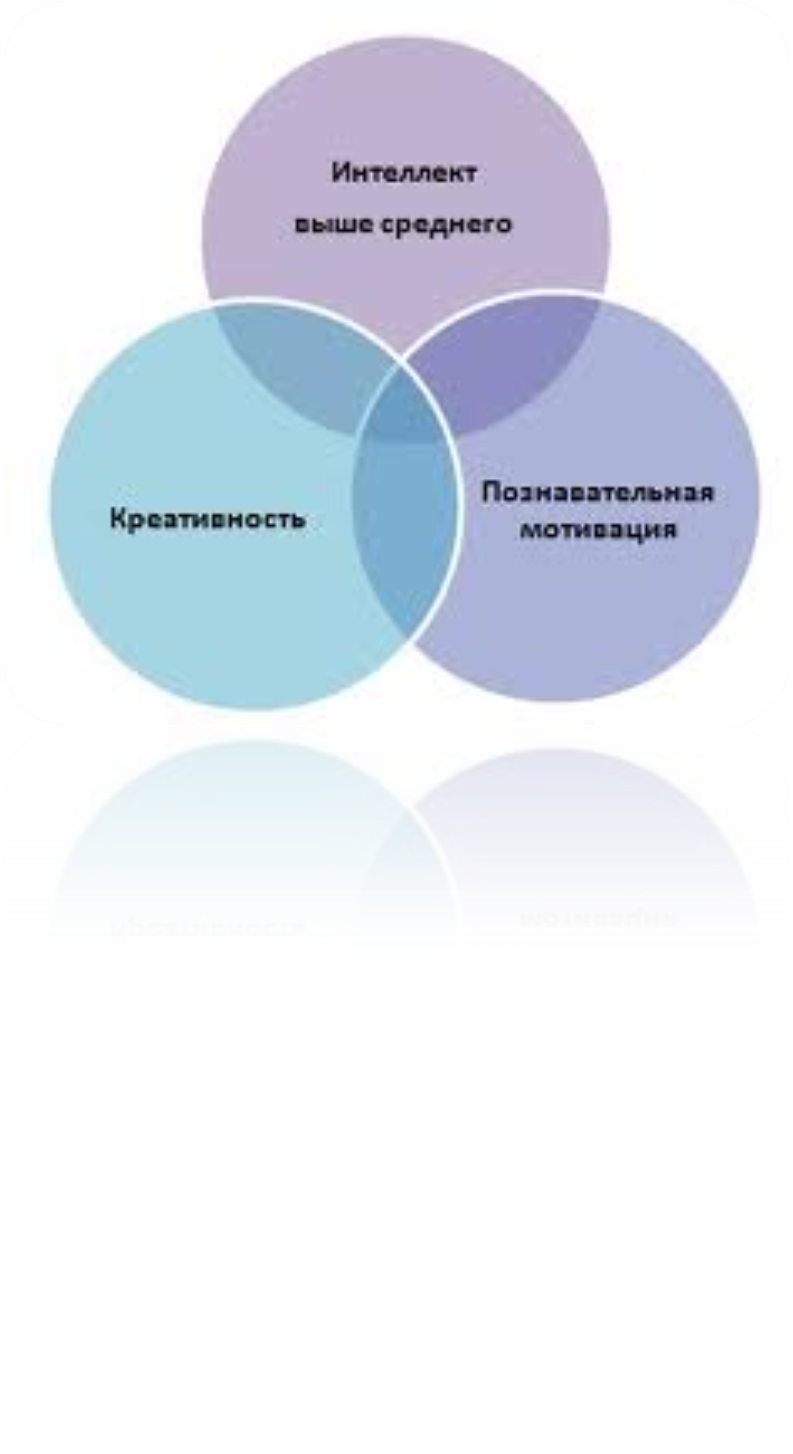 Интеллект
выше среднего
Креативность
Познавательная
мотивация